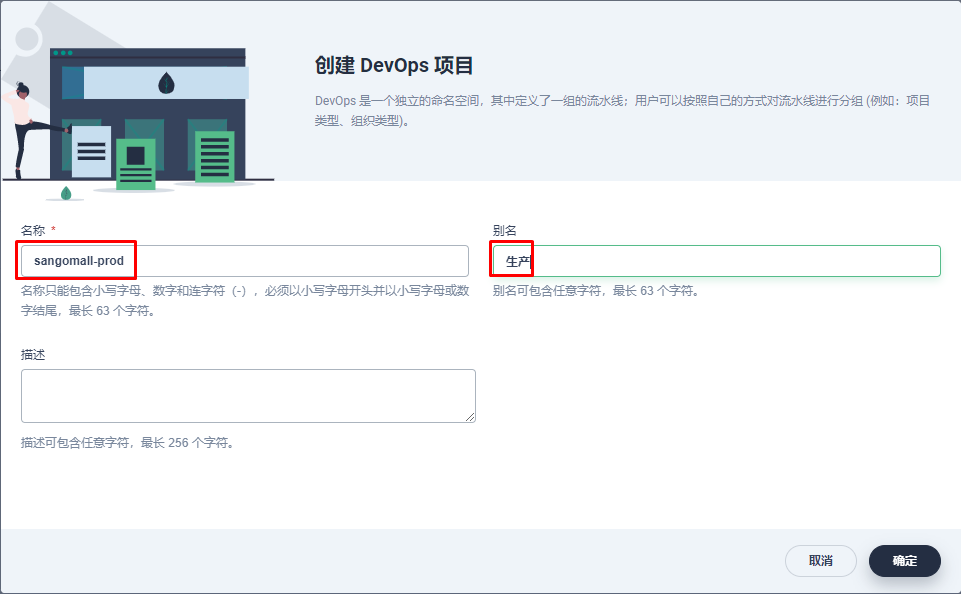 创建 DevOps 项目
DevOps 是一个独立的命名空间，其中定义了一组的流水线；用户可以按照自己的方式对流水线进行分组 (例如：项目
类型、组织类型)。
名称 *
别名
sangomall-prod
生产
名称只能包含小写字母、数字和连字符（-），必须以小写字母开头并以小写字母或数
字结尾，最长 63 个字符。
别名可包含任意字符，最长 63 个字符。
描述
描述可包含任意字符，最长 256 个字符。
取消
确定